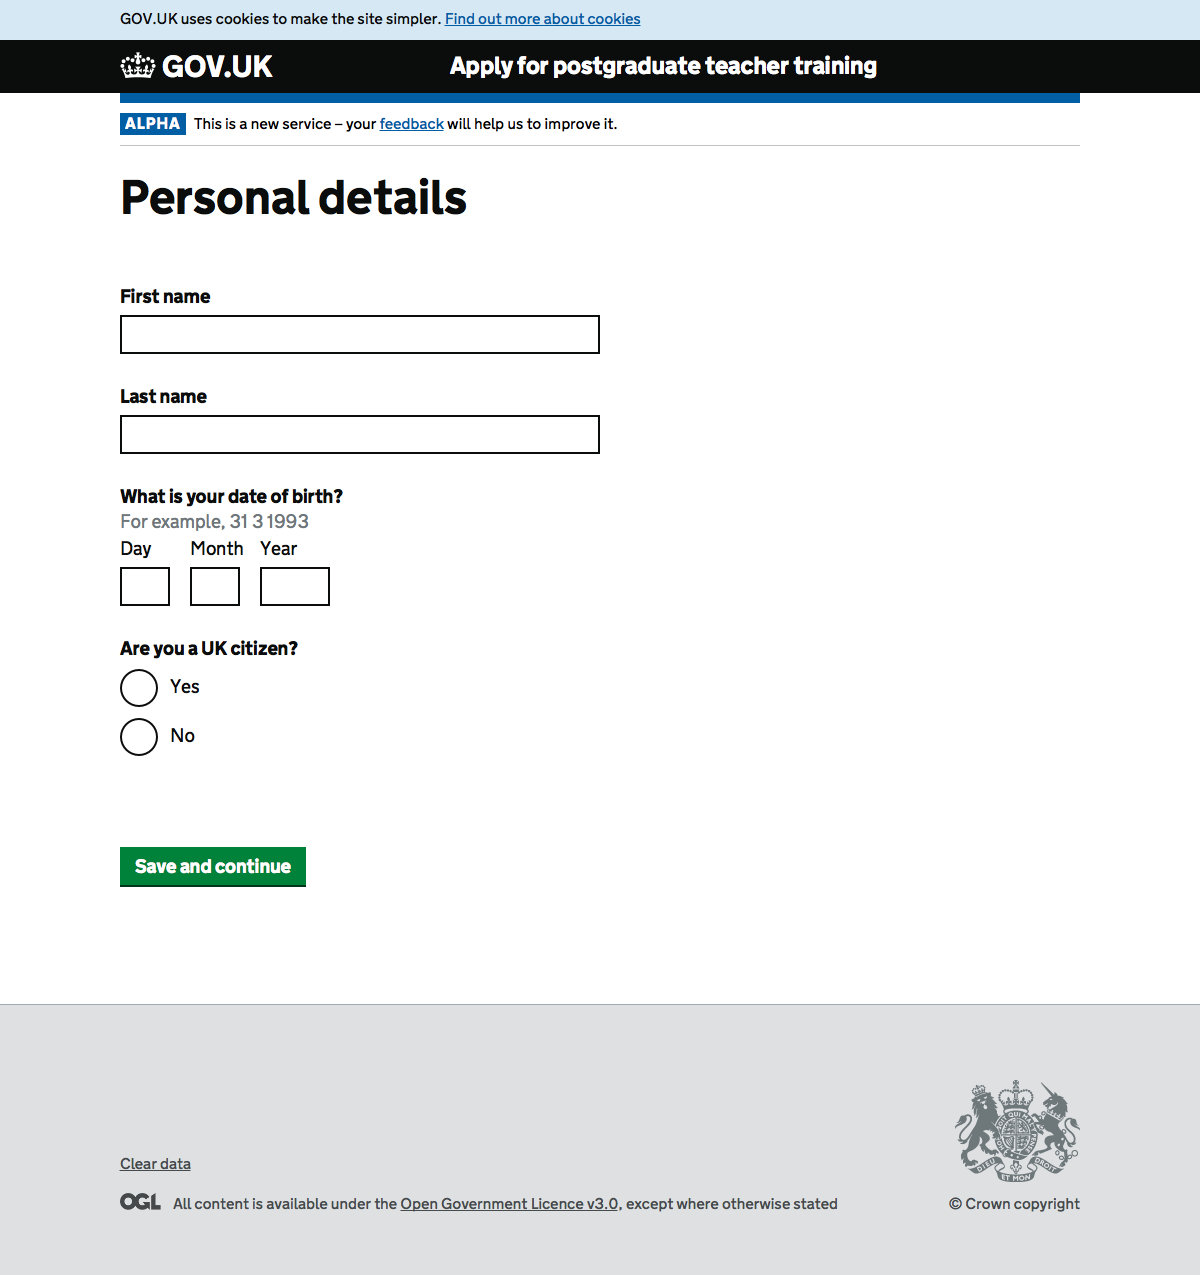 GOV.UK uses cookies to make the site simpler. Find out more about cookies
GOV.UK
Apply for postgraduate teacher training
ALPHA This is a new service – your feedback will help us to improve it.
Personal details
First name
Last name
What is your date of birth?
For example, 31 3 1993
Day Month Year
Are you a UK citizen?
Yes
No
Save and continue
Clear data
OGL All content is available under the Open Government Licence v3.0, except where otherwise stated
DIEU ET MON DROIT
© Crown copyright